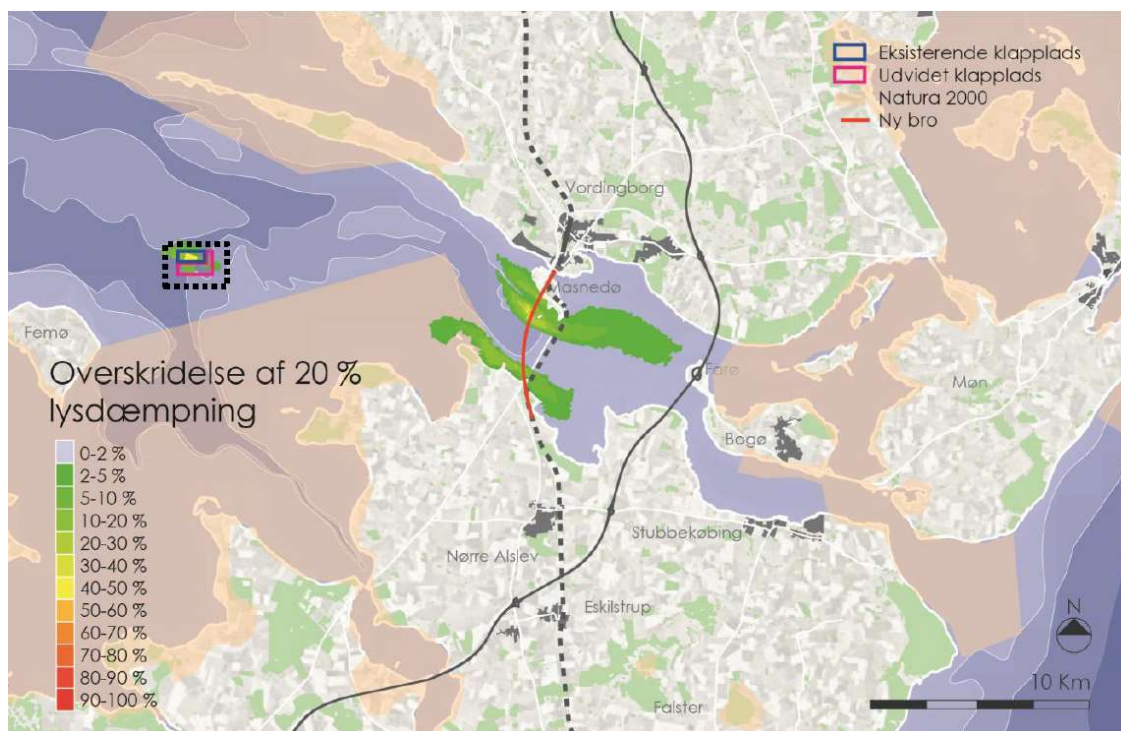 Eksisterende klapplads
Udvidet klapplads
Natura 2000
Ny bro
Vordingborg
Masnedø
Femø
Farø
Møn
Bogø
Overskridelse af 20 %
lysdæmpning
0-2 %
2-5 %
5-10 %
10-20 %
20-30 %
30-40 %
40-50 %
50-60 %
60-70 %
70-80 %
80-90 %
90-100 %
Stubbekøbing
Nørre Alslev
Eskilstrup
N
10 Km
Falster